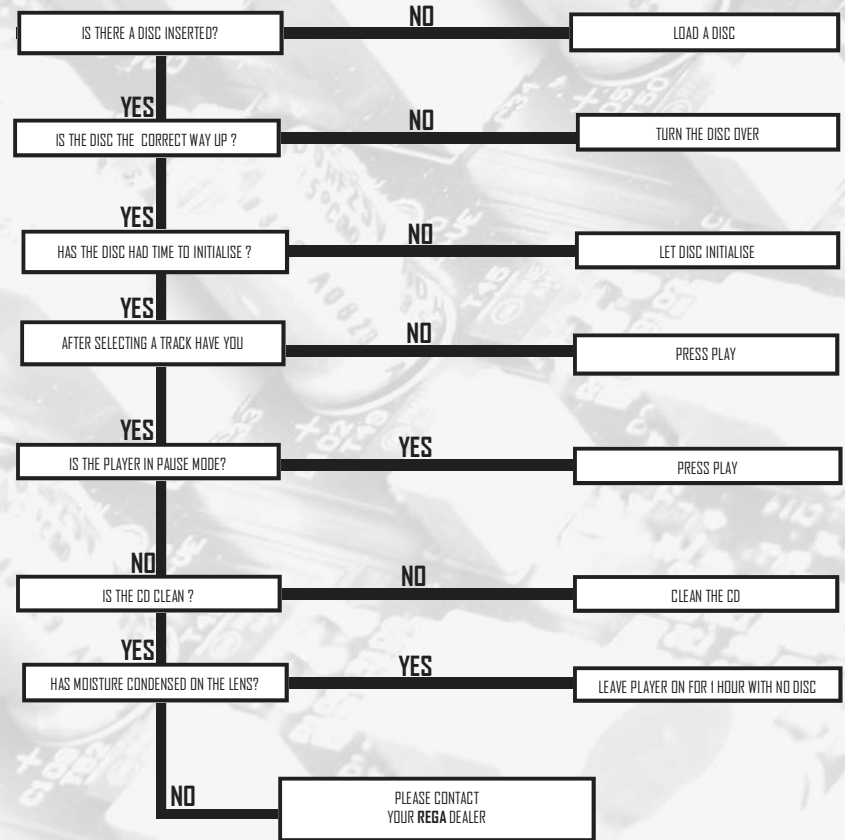 IS THERE A DISC INSERTED?
NO
LOAD A DISC
YES
IS THE DISC THE CORRECT WAY UP ?
NO
TURN THE DISC OVER
YES
HAS THE DISC HAD TIME TO INITIALISE ?
NO
LET DISC INITIALISE
YES
AFTER SELECTING A TRACK HAVE YOU
NO
PRESS PLAY
YES
IS THE PLAYER IN PAUSE MODE?
YES
PRESS PLAY
NO
IS THE CD CLEAN ?
NO
CLEAN THE CD
YES
HAS MOISTURE CONDENSED ON THE LENS?
YES
LEAVE PLAYER ON FOR 1 HOUR WITH NO DISC
NO
PLEASE CONTACT
YOUR REGA DEALER